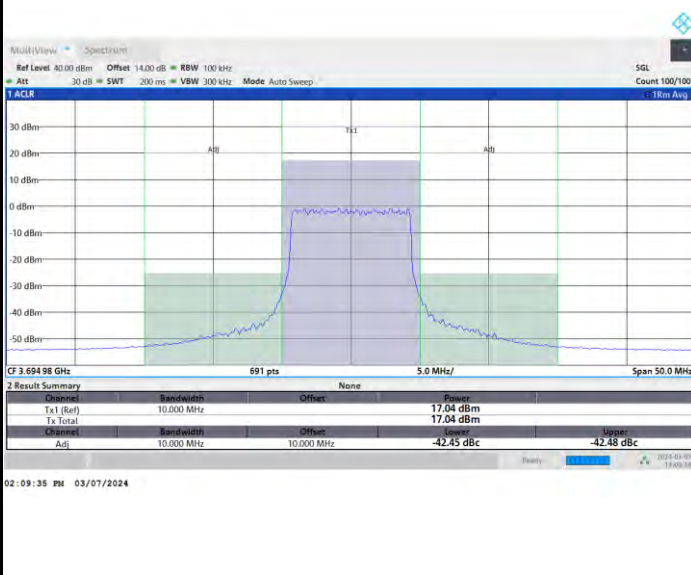 MultiView Spectrum
Ref Level 40.00 dBm Offset 14.00 dB RBW 100 kHz SGL
Att 30 dB SWT 200 ms VBW 300 kHz Mode Auto Sweep Count 100/100
1 ACLR 1Rm Avg
30 dBm
Tx1
20 dBm Adj Adj
10 dBm
0 dBm
-10 dBm
-20 dBm
-30 dBm
-40 dBm
-50 dBm
CF 3.694 98 GHz 691 pts 5.0 MHz/ Span 50.0 MHz
2 Result Summary None
Channel Bandwidth Offset Power
Tx1 (Ref) 10.000 MHz 17.04 dBm
Tx Total 17.04 dBm
Channel Bandwidth Offset Lower Upper
Adj 10.000 MHz 10.000 MHz -42.45 dBc -42.48 dBc
Ready
02:09:35 PM 03/07/2024